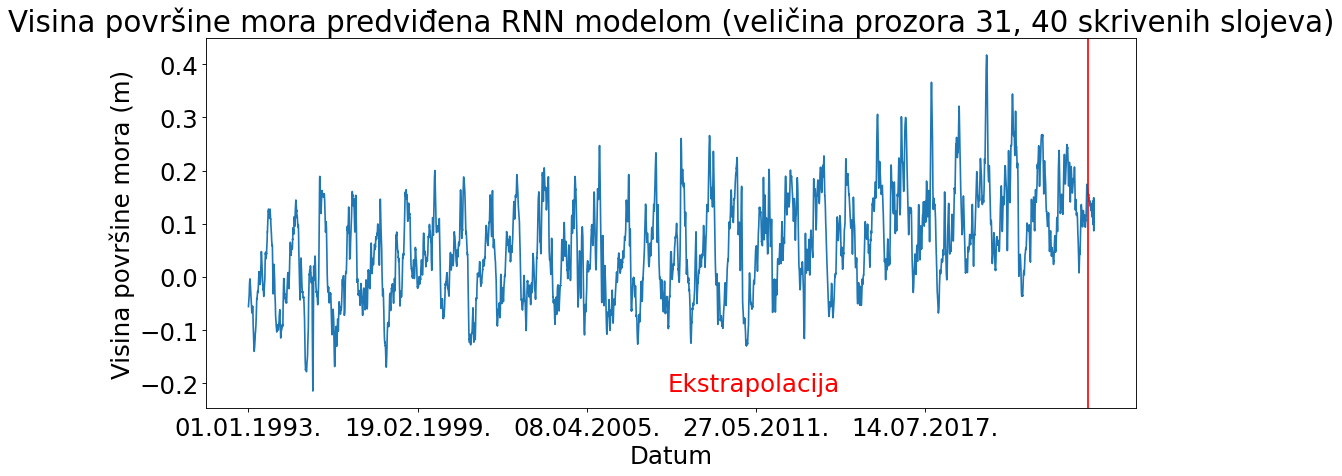 Visina površine mora predviđena RNN modelom (veličina prozora 31, 40 skrivenih slojeva)
Visina površine mora (m)
0.4
0.3
0.2
0.1
0.0
−0.1
−0.2
Ekstrapolacija
01.01.1993. 19.02.1999. 08.04.2005. 27.05.2011. 14.07.2017.
Datum